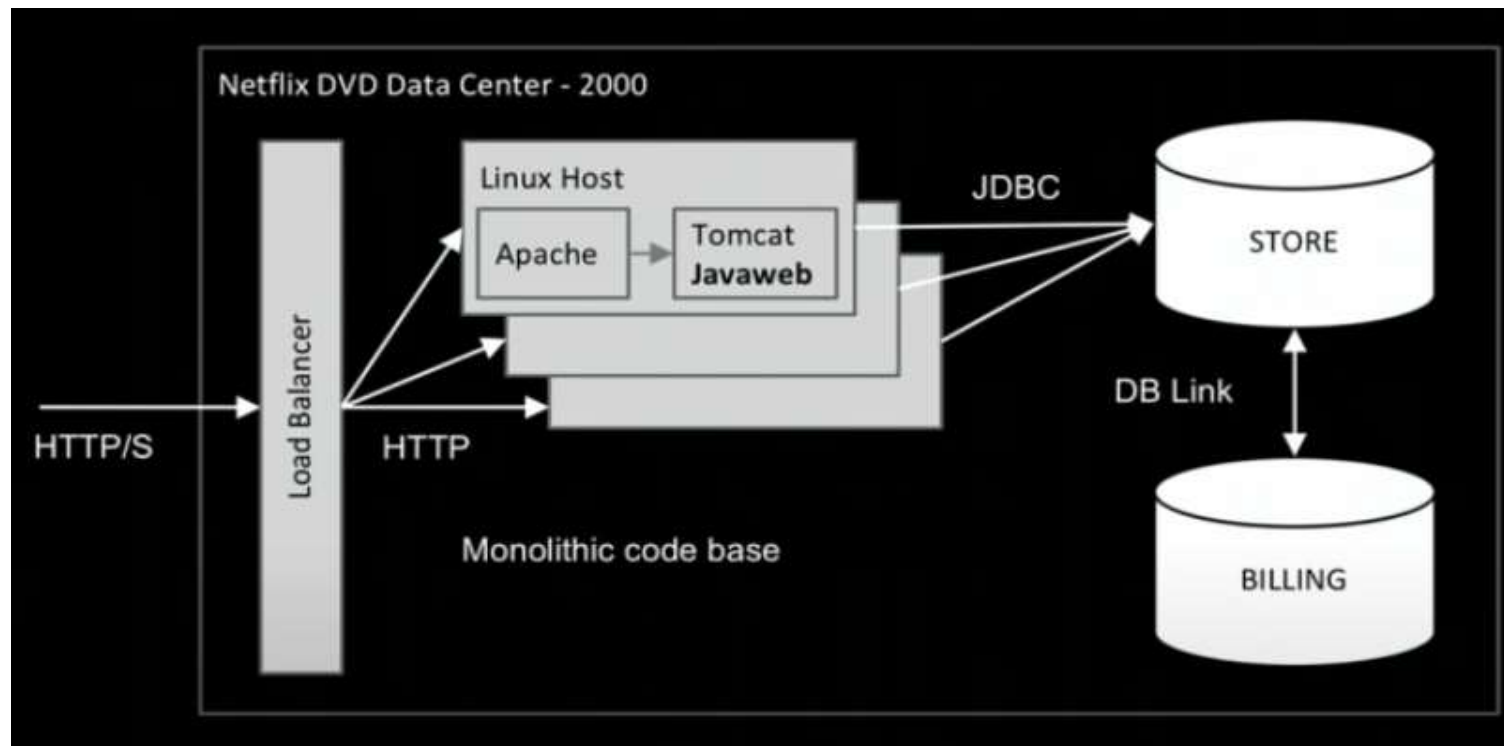 Netflix DVD Data Center - 2000
Linux Host
Apache
Tomcat
Javaweb
JDBC
STORE
Load Balancer
HTTP/S
HTTP
DB Link
Monolithic code base
BILLING